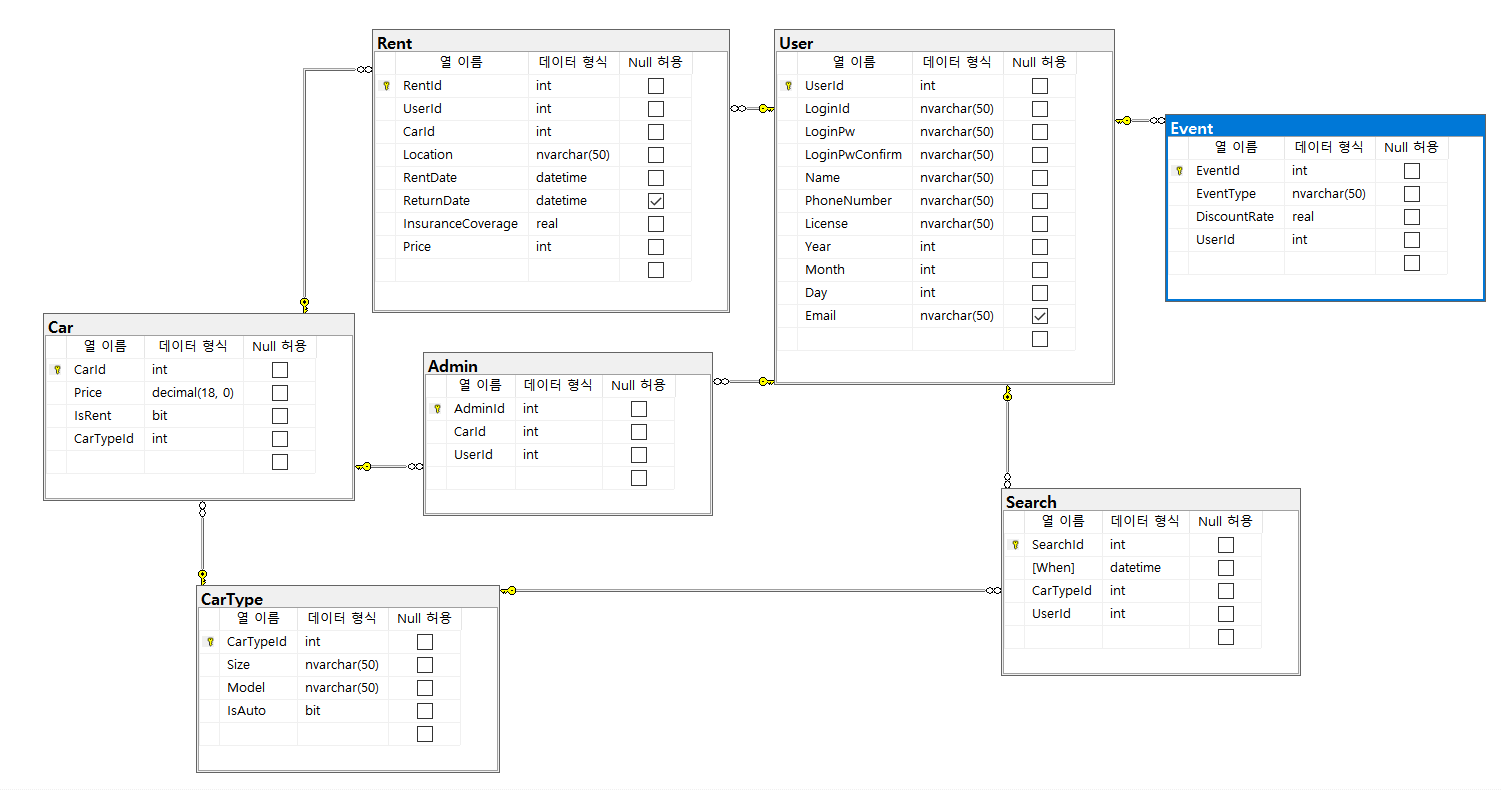 Rent
열 이름 데이터 형식 Null 허용
RentId int
UserId int
CarId int
Location nvarchar(50)
RentDate datetime
ReturnDate datetime
InsuranceCoverage real
Price int
User
열 이름 데이터 형식 Null 허용
UserId int
LoginId nvarchar(50)
LoginPw nvarchar(50)
LoginPwConfirm nvarchar(50)
Name nvarchar(50)
PhoneNumber nvarchar(50)
License nvarchar(50)
Year int
Month int
Day int
Email nvarchar(50)
Event
열 이름 데이터 형식 Null 허용
EventId int
EventType nvarchar(50)
DiscountRate real
UserId int
Car
열 이름 데이터 형식 Null 허용
CarId int
Price decimal(18, 0)
IsRent bit
CarTypeId int
Admin
열 이름 데이터 형식 Null 허용
AdminId int
CarId int
UserId int
Search
열 이름 데이터 형식 Null 허용
SearchId int
[When] datetime
CarTypeId int
UserId int
CarType
열 이름 데이터 형식 Null 허용
CarTypeId int
Size nvarchar(50)
Model nvarchar(50)
IsAuto bit